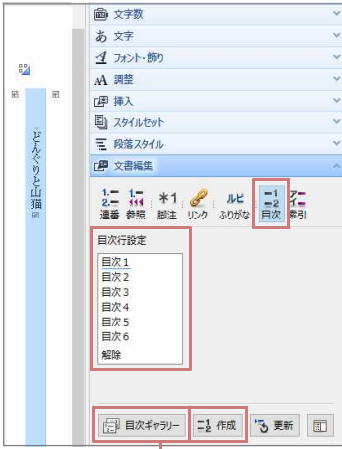 どんぐりと山猫
文字数
あ 文字
フォント・飾り
AA 調整
挿入
スタイルセット
段落スタイル
文書編集
連番 参照 脚注 リンク ふりがな 目次 索引
目次行設定
目次1
目次2
目次3
目次4
目次5
目次6
解除
目次ギャラリー 作成 更新